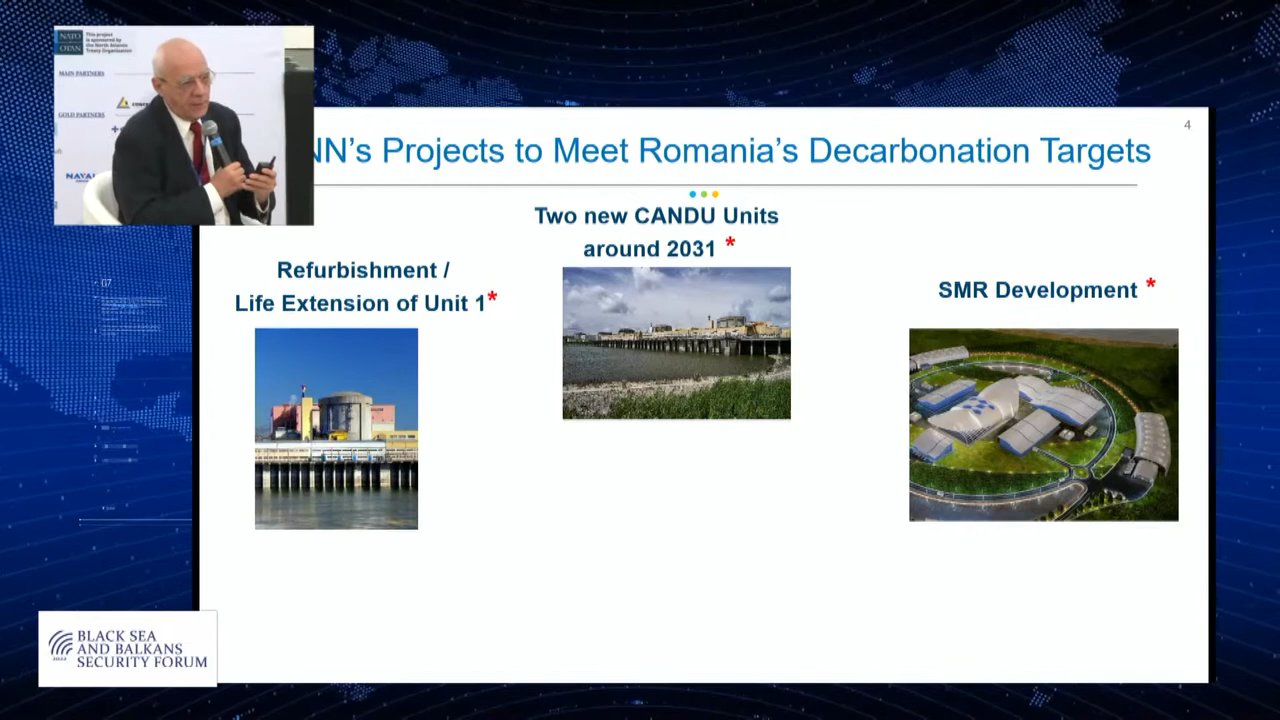 NATO
OTAN
This project
is sponsored by
the North Atlantic
Treaty Organisation
MAIN PARTNERS
GOLD PARTNERS
NAVAL
4
NN's Projects to Meet Romania's Decarbonation Targets
Two new CANDU Units
around 2031 *
Refurbishment /
Life Extension of Unit 1*
SMR Development *
07
BLACK SEA
AND BALKANS
SECURITY FORUM